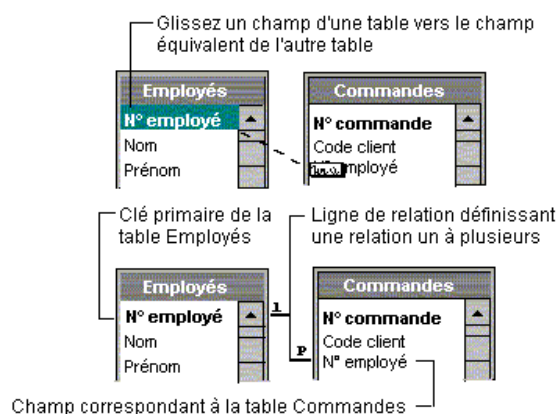 Glissez un champ d'une table vers le champ
équivalent de l'autre table
Employés
N° employé
Nom
Prénom
Commandes
N° commande
Code client
employé
Clé primaire de la
table Employés
Ligne de relation définissant
une relation un à plusieurs
Employés
N° employé
Nom
Prénom
1
P
Commandes
N° commande
Code client
N° employé
Champ correspondant à la table Commandes